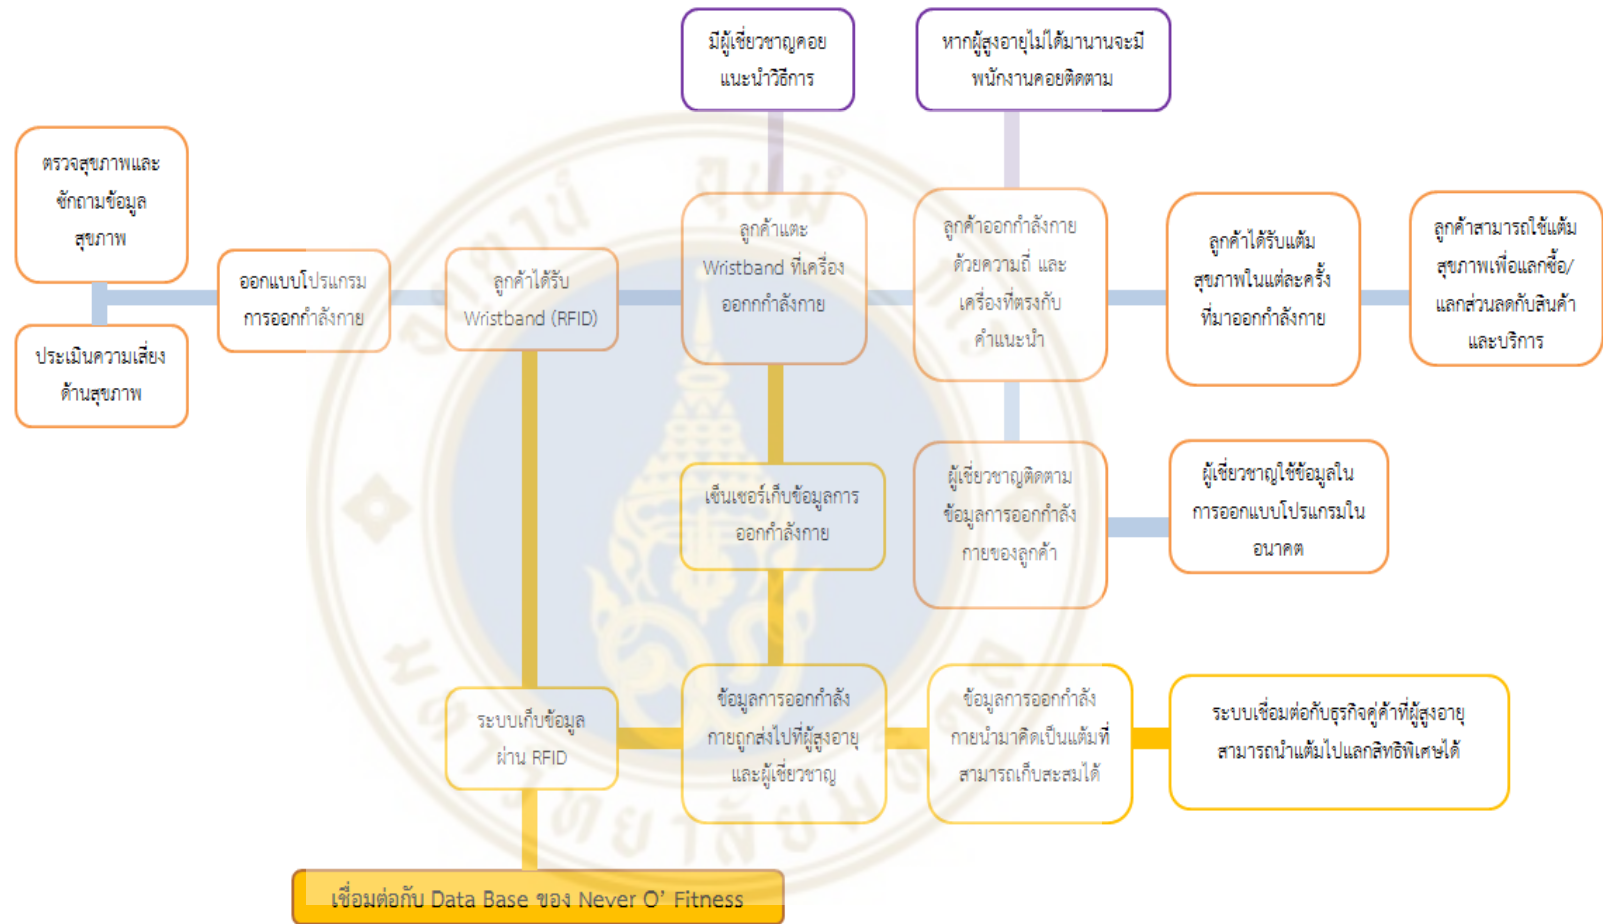 มีผู้เชี่ยวชาญคอย
แนะนำวิธีการ
หากผู้สูงอายุไม่ได้มานานจะมี
พนักงานคอยติดตาม
ตรวจสุขภาพและ
ซักถามข้อมูล
สุขภาพ
ประเมินความเสี่ยง
ด้านสุขภาพ
ออกแบบโปรแกรม
การออกกำลังกาย
ลูกค้าได้รับ
Wristband (RFID)
ลูกค้าแตะ
Wristband ที่เครื่อง
ออกกกำลังกาย
ลูกค้าออกกำลังกาย
ด้วยความถี่ และ
เครื่องที่ตรงกับ
คำแนะนำ
ลูกค้าได้รับแต้ม
สุขภาพในแต่ละครั้ง
ที่มาออกกำลังกาย
ลูกค้าสามารถใช้แต้ม
สุขภาพเพื่อแลกซื้อ/
แลกส่วนลดกับสินค้า
และบริการ
เซ็นเซอร์เก็บข้อมูลการ
ออกกำลังกาย
ผู้เชี่ยวชาญติดตาม
ข้อมูลการออกกำลัง
กายของลูกค้า
ผู้เชี่ยวชาญใช้ข้อมูลใน
การออกแบบโปรแกรมใน
อนาคต
ระบบเก็บข้อมูล
ผ่าน RFID
ข้อมูลการออกกำลัง
กายถูกส่งไปที่ผู้สูงอายุ
และผู้เชี่ยวชาญ
ข้อมูลการออกกำลัง
กายนำมาคิดเป็นแต้มที่
สามารถเก็บสะสมได้
ระบบเชื่อมต่อกับธุรกิจคู่ค้าที่ผู้สูงอายุ
สามารถนำแต้มไปแลกสิทธิพิเศษได้
เชื่อมต่อกับ Data Base ของ Never O' Fitness